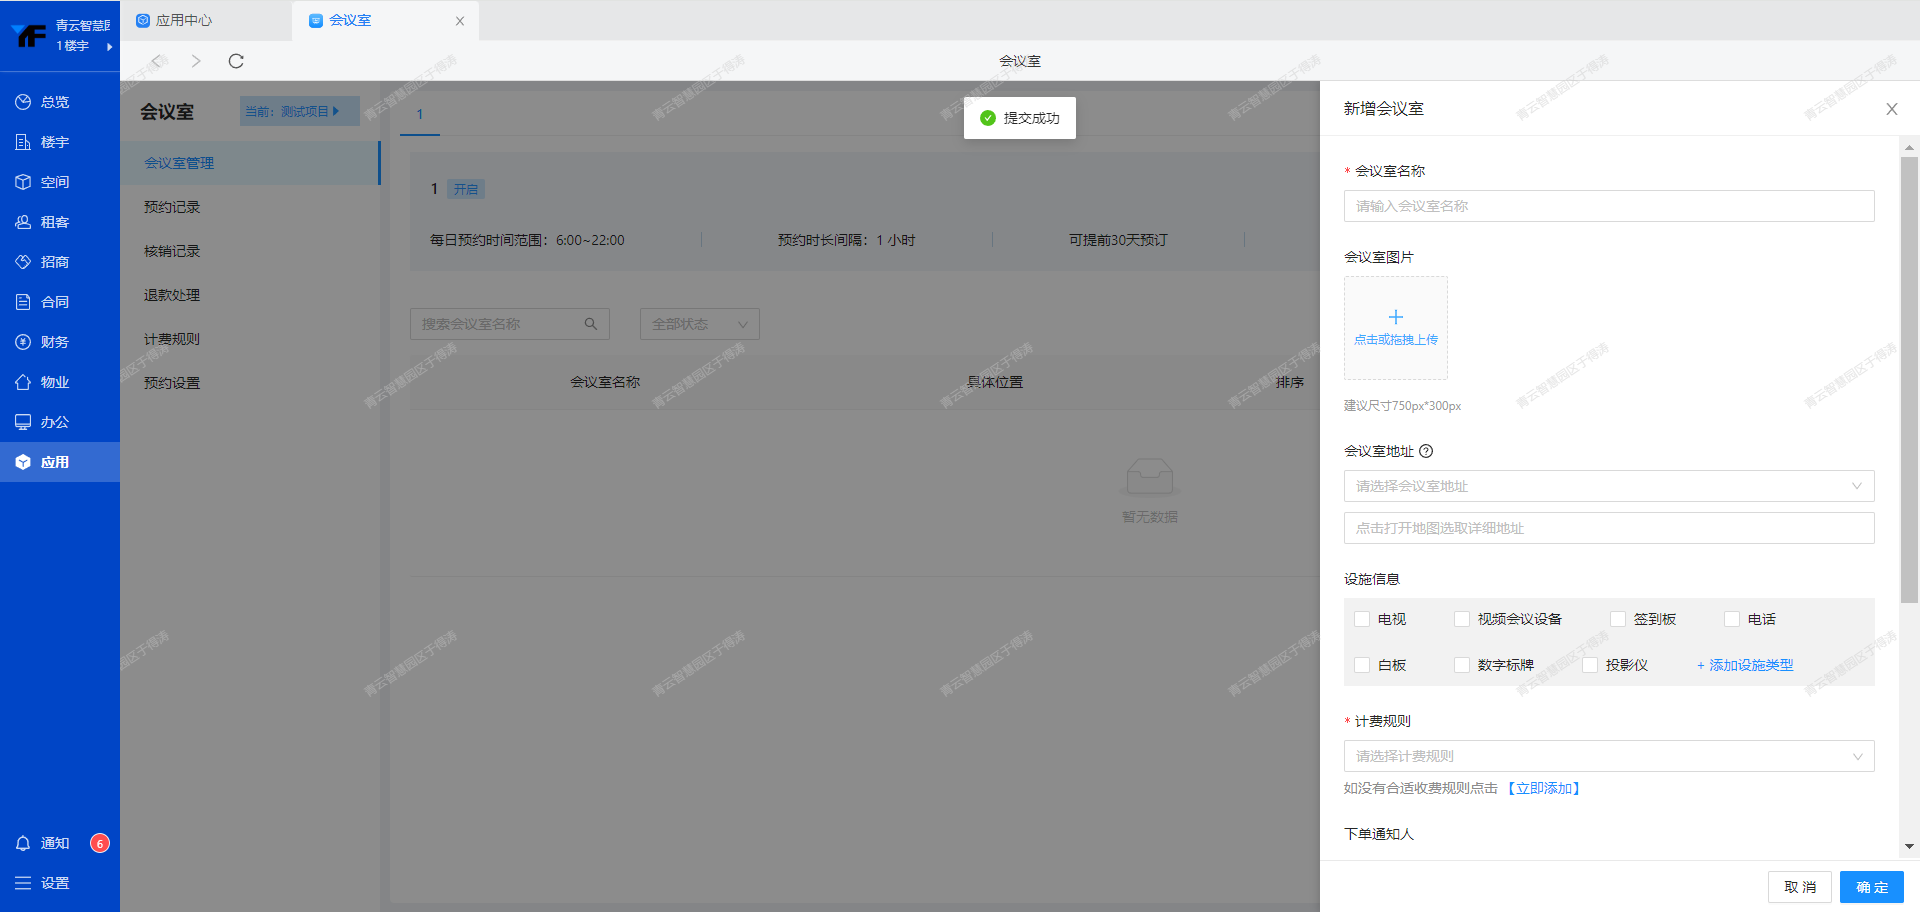 青云智慧园
1楼宇
应用中心
会议室
会议室
总览
楼宇
空间
租客
招商
合同
财务
物业
办公
应用
通知
6
设置
会议室
当前：测试项目
会议室管理
预约记录
核销记录
退款处理
计费规则
预约设置
1
提交成功
1 开启
每日预约时间范围：6:00~22:00
预约时长间隔：1 小时
可提前30天预订
搜索会议室名称
全部状态
会议室名称
具体位置
排序
暂无数据
新增会议室
* 会议室名称
请输入会议室名称
会议室图片
点击或拖拽上传
建议尺寸750px*300px
会议室地址
请选择会议室地址
点击打开地图选取详细地址
设施信息
电视 视频会议设备 签到板 电话
白板 数字标牌 投影仪 + 添加设施类型
* 计费规则
请选择计费规则
如没有合适收费规则点击【立即添加】
下单通知人
取 消
确 定